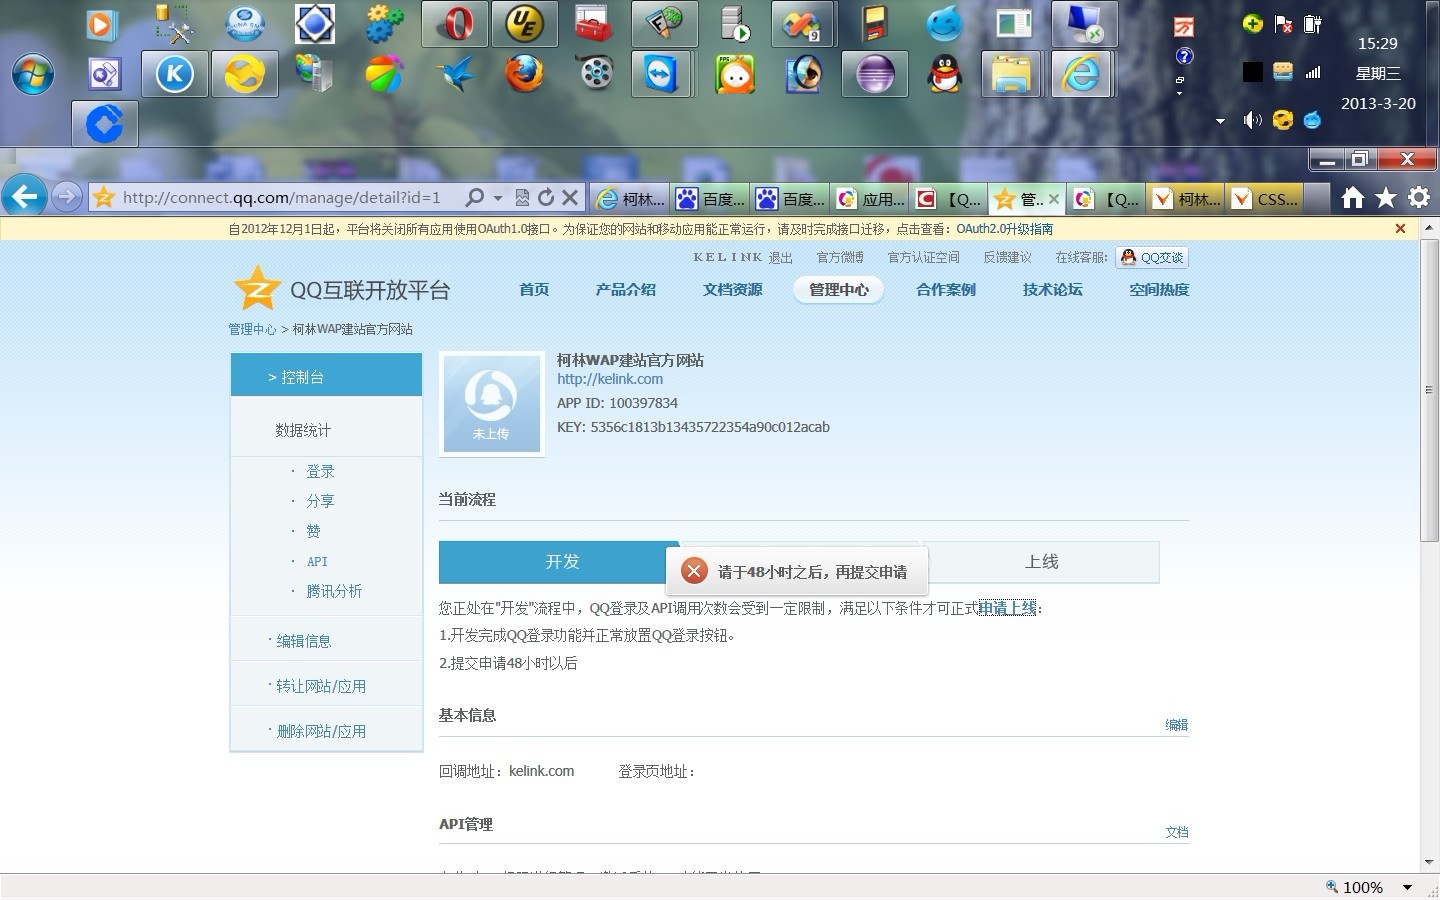 15:29
星期三
2013-3-20
http://connect.qq.com/manage/detail?id=1
柯林...
百度...
百度...
应用...
【Q...
管...
【Q...
柯林...
CSS...
自2012年12月1日起，平台将关闭所有应用使用OAuth1.0接口。为保证您的网站和移动应用能正常运行，请及时完成接口迁移，点击查看：OAuth2.0升级指南
KELINK 退出 官方微博 官方认证空间 反馈建议 在线客服: QQ交谈
QQ互联开放平台
首页 产品介绍 文档资源 管理中心 合作案例 技术论坛 空间热度
管理中心 > 柯林WAP建站官方网站
> 控制台
数据统计
· 登录
· 分享
· 赞
· API
· 腾讯分析
· 编辑信息
· 转让网站/应用
· 删除网站/应用
未上传
柯林WAP建站官方网站
http://kelink.com
APP ID: 100397834
KEY: 5356c1813b13435722354a90c012acab
当前流程
开发
上线
请于48小时之后，再提交申请
您正处在"开发"流程中，QQ登录及API调用次数会受到一定限制，满足以下条件才可正式申请上线：
1.开发完成QQ登录功能并正常放置QQ登录按钮。
2.提交申请48小时以后
基本信息
编辑
回调地址：kelink.com 登录页地址：
API管理
文档
100%